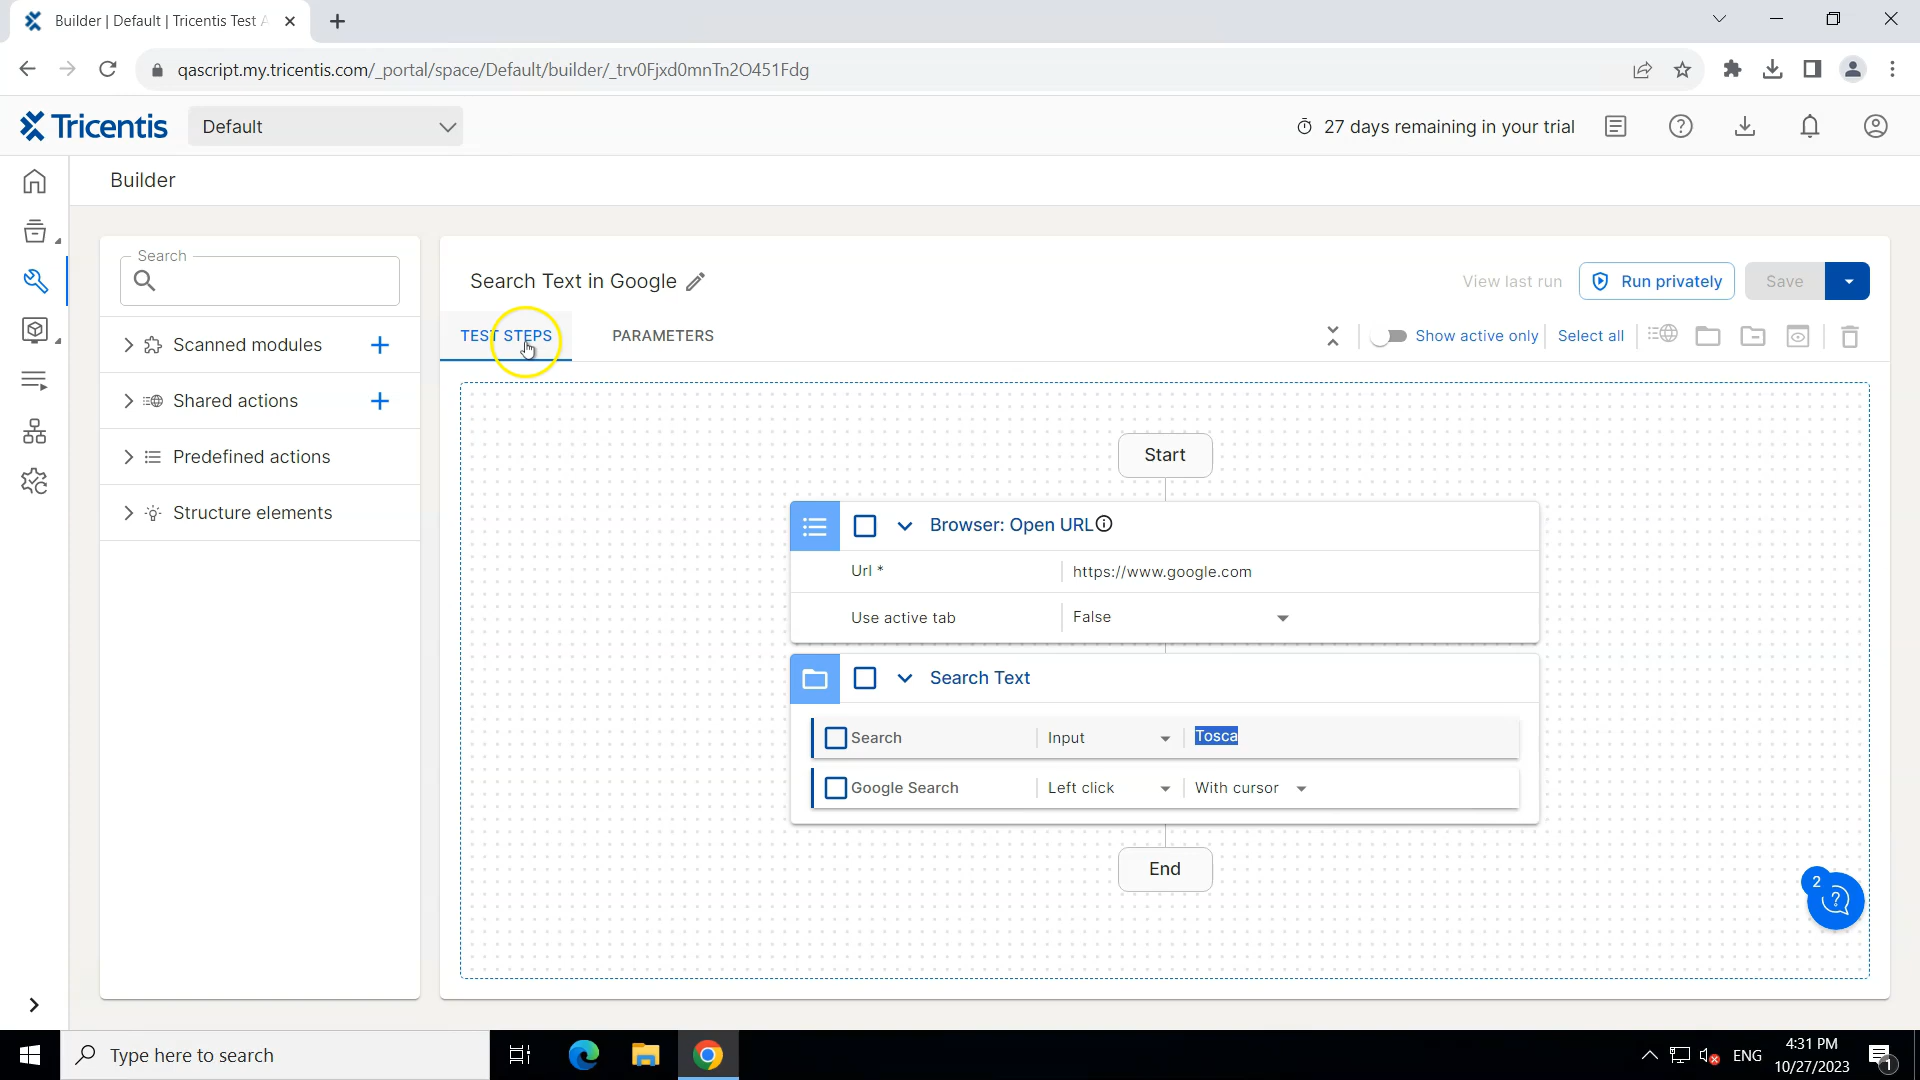 Builder | Default | Tricentis Test A
qascript.my.tricentis.com/_portal/space/Default/builder/_trv0Fjxd0mnTn2O451Fdg
Tricentis
Default
27 days remaining in your trial
Builder
Search
Scanned modules
Shared actions
Predefined actions
Structure elements
Search Text in Google
View last run
Run privately
Save
TEST STEPS
PARAMETERS
Show active only
Select all
Start
Browser: Open URL
Url *
https://www.google.com
Use active tab
False
Search Text
Search
Input
Tosca
Google Search
Left click
With cursor
End
2
Type here to search
ENG
4:31 PM
10/27/2023
1